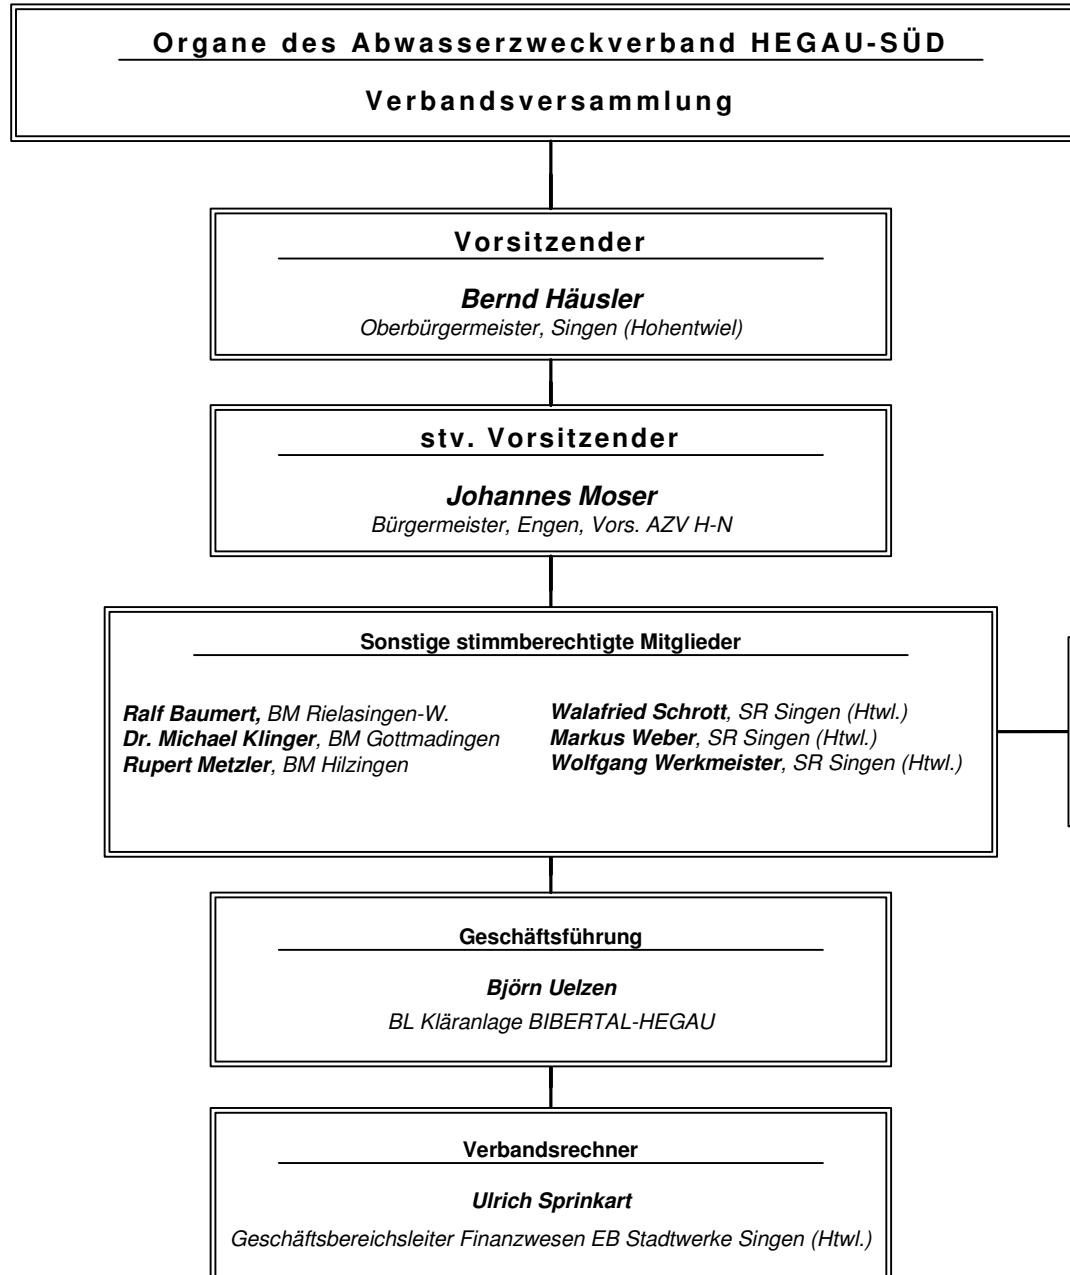 Organe des Abwasserzweckverband HEGAU-SÜD
Verbandsversammlung
Vorsitzender
Bernd Häusler
Oberbürgermeister, Singen (Hohentwiel)
stv. Vorsitzender
Johannes Moser
Bürgermeister, Engen, Vors. AZV H-N
Sonstige stimmberechtigte Mitglieder
Ralf Baumert, BM Rielasingen-W.
Dr. Michael Klinger, BM Gottmadingen
Rupert Metzler, BM Hilzingen
Walafried Schrott, SR Singen (Htwl.)
Markus Weber, SR Singen (Htwl.)
Wolfgang Werkmeister, SR Singen (Htwl.)
Geschäftsführung
Björn Uelzen
BL Kläranlage BIBERTAL-HEGAU
Verbandsrechner
Ulrich Sprinkart
Geschäftsbereichsleiter Finanzwesen EB Stadtwerke Singen (Htwl.)